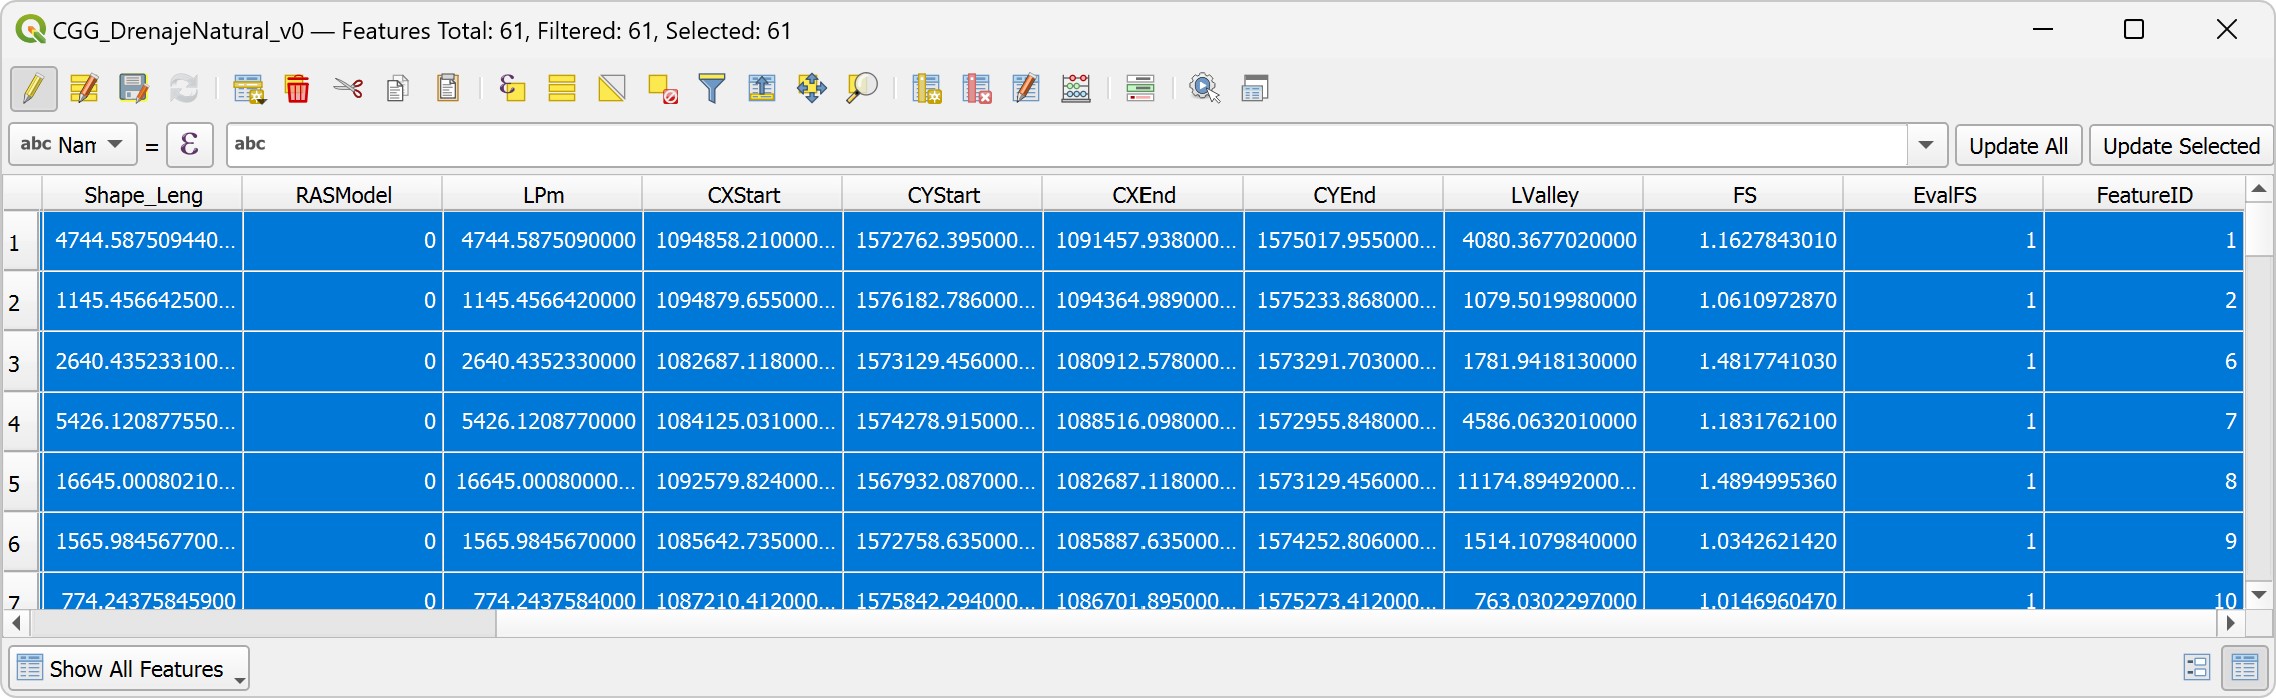 CGG_DrenajeNatural_v0 — Features Total: 61, Filtered: 61, Selected: 61
abc Nam = ε abc Update All Update Selected
Shape_Leng RASModel LPm CXStart CYStart CXEnd CYEnd LValley FS EvalFS FeatureID
1 4744.587509440... 0 4744.5875090000 1094858.210000... 1572762.395000... 1091457.938000... 1575017.955000... 4080.3677020000 1.1627843010 1 1
2 1145.456642500... 0 1145.4566420000 1094879.655000... 1576182.786000... 1094364.989000... 1575233.868000... 1079.5019980000 1.0610972870 1 2
3 2640.435233100... 0 2640.4352330000 1082687.118000... 1573129.456000... 1080912.578000... 1573291.703000... 1781.9418130000 1.4817741030 1 6
4 5426.120877550... 0 5426.1208770000 1084125.031000... 1574278.915000... 1088516.098000... 1572955.848000... 4586.0632010000 1.1831762100 1 7
5 16645.00080210... 0 16645.00080000... 1092579.824000... 1567932.087000... 1082687.118000... 1573129.456000... 11174.89492000... 1.4894995360 1 8
6 1565.984567700... 0 1565.9845670000 1085642.735000... 1572758.635000... 1085887.635000... 1574252.806000... 1514.1079840000 1.0342621420 1 9
7 774.24375845900 0 774.2437584000 1087210.412000... 1575842.294000... 1086701.895000... 1575273.412000... 763.0302297000 1.0146960470 1 10
Show All Features